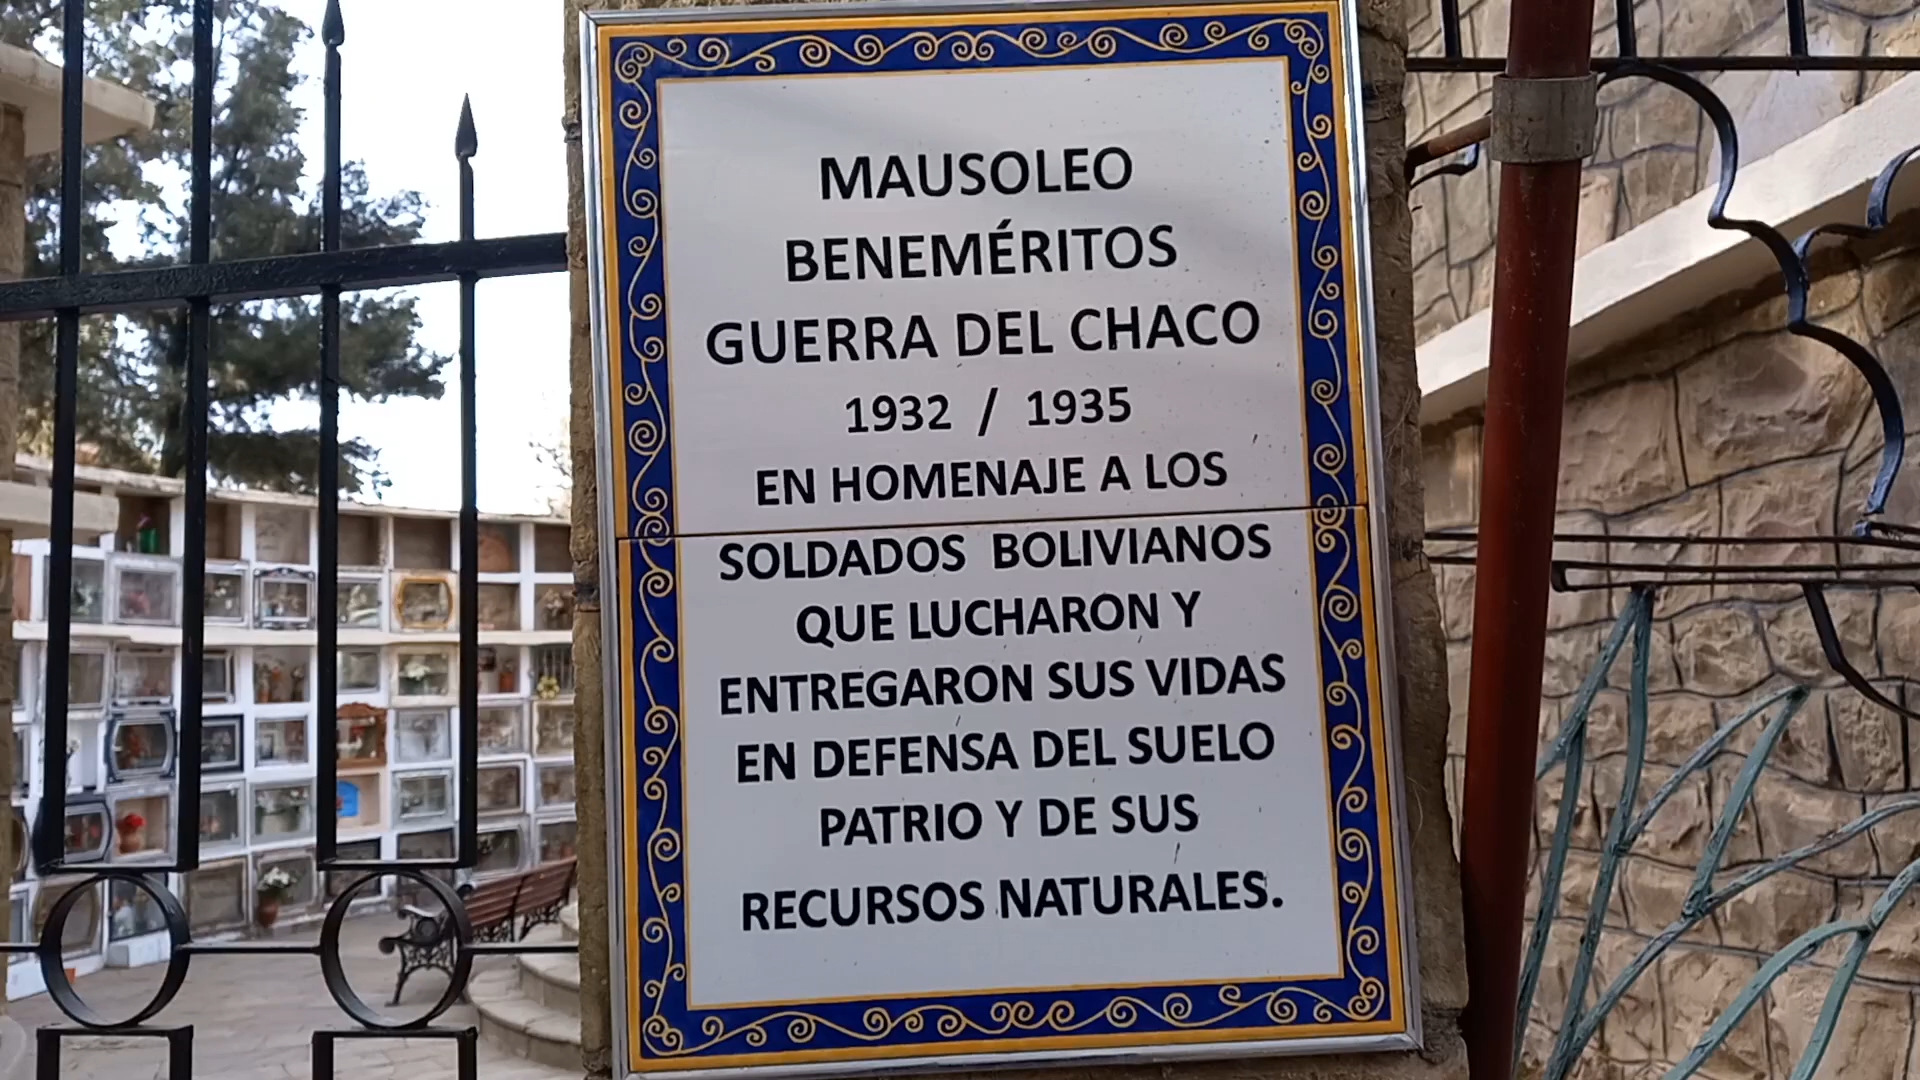 MAUSOLEO
BENEMÉRITOS
GUERRA DEL CHACO
1932 / 1935
EN HOMENAJE A LOS
SOLDADOS BOLIVIANOS
QUE LUCHARON Y
ENTREGARON SUS VIDAS
EN DEFENSA DEL SUELO
PATRIO Y DE SUS
RECURSOS NATURALES.